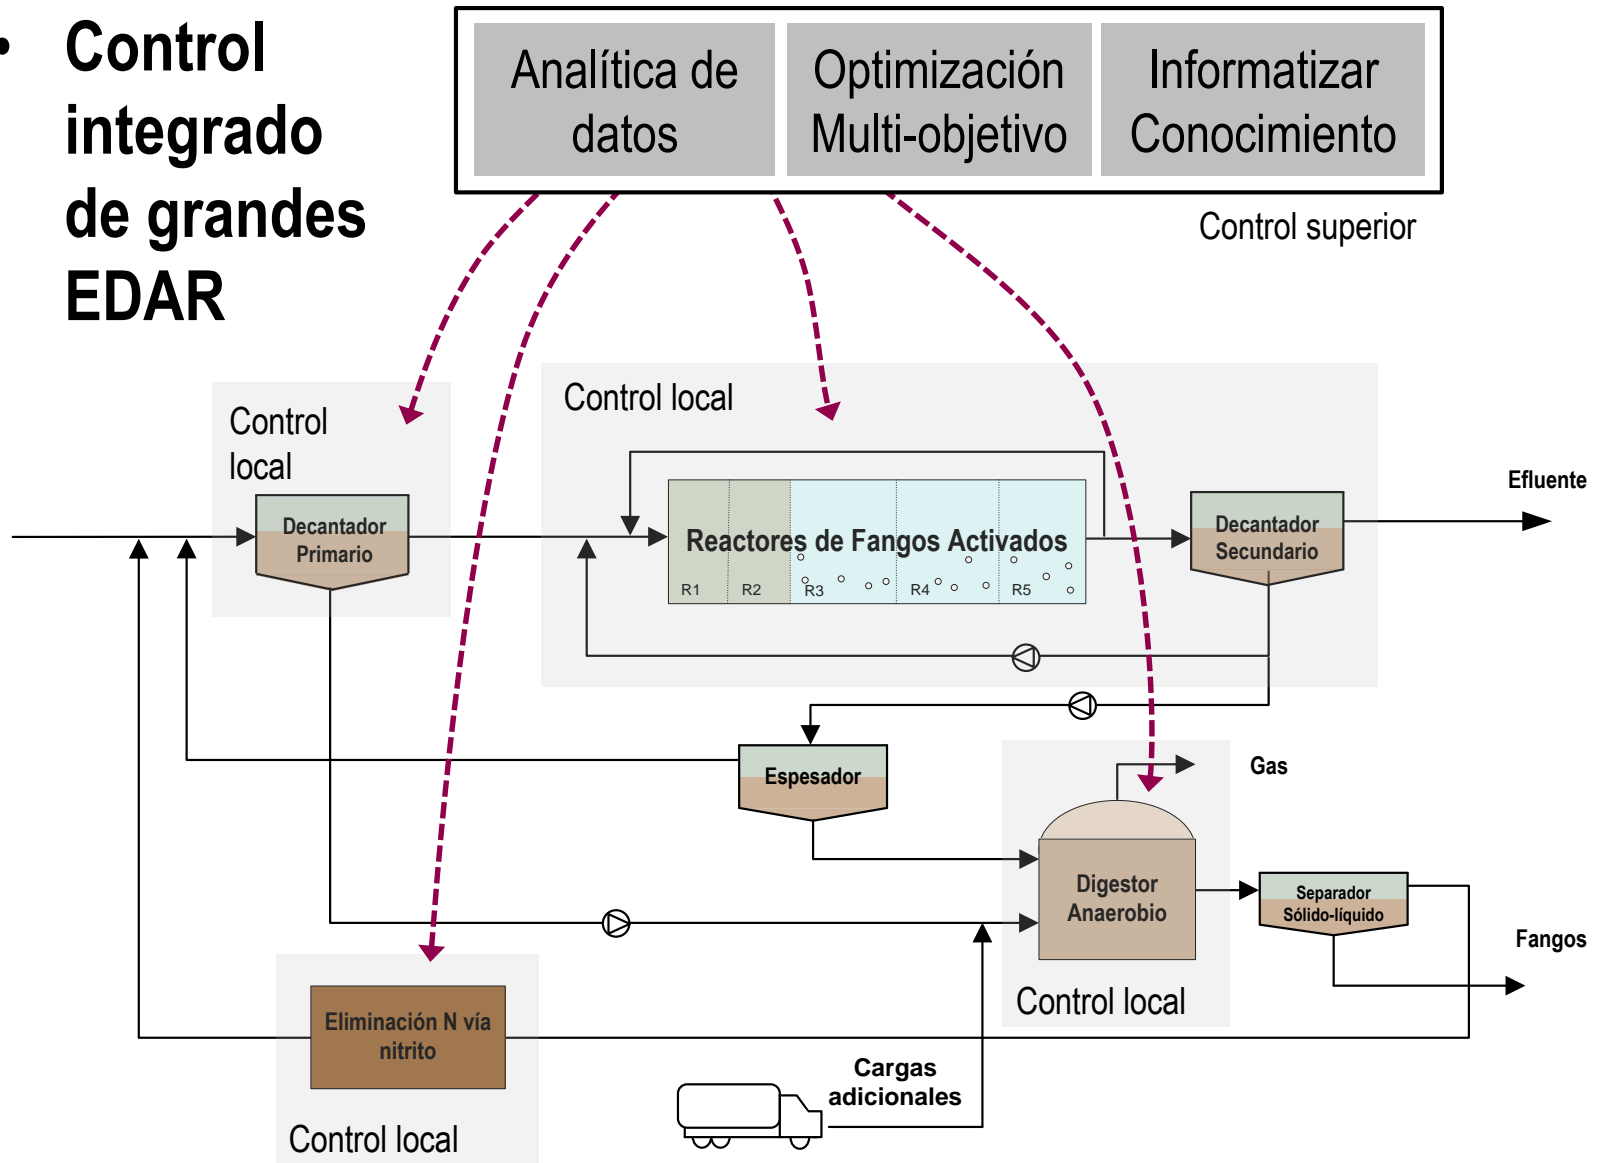 • Control
integrado
de grandes
EDAR
Analítica de
datos
Optimización
Multi-objetivo
Informatizar
Conocimiento
Control superior
Control
local
Control local
Decantador
Primario
Reactores de Fangos Activados
R1 R2 R3 R4 R5
Decantador
Secundario
Efluente
Espesador
Gas
Digestor
Anaerobio
Separador
Sólido-líquido
Fangos
Control local
Eliminación N vía
nitrito
Control local
Cargas
adicionales